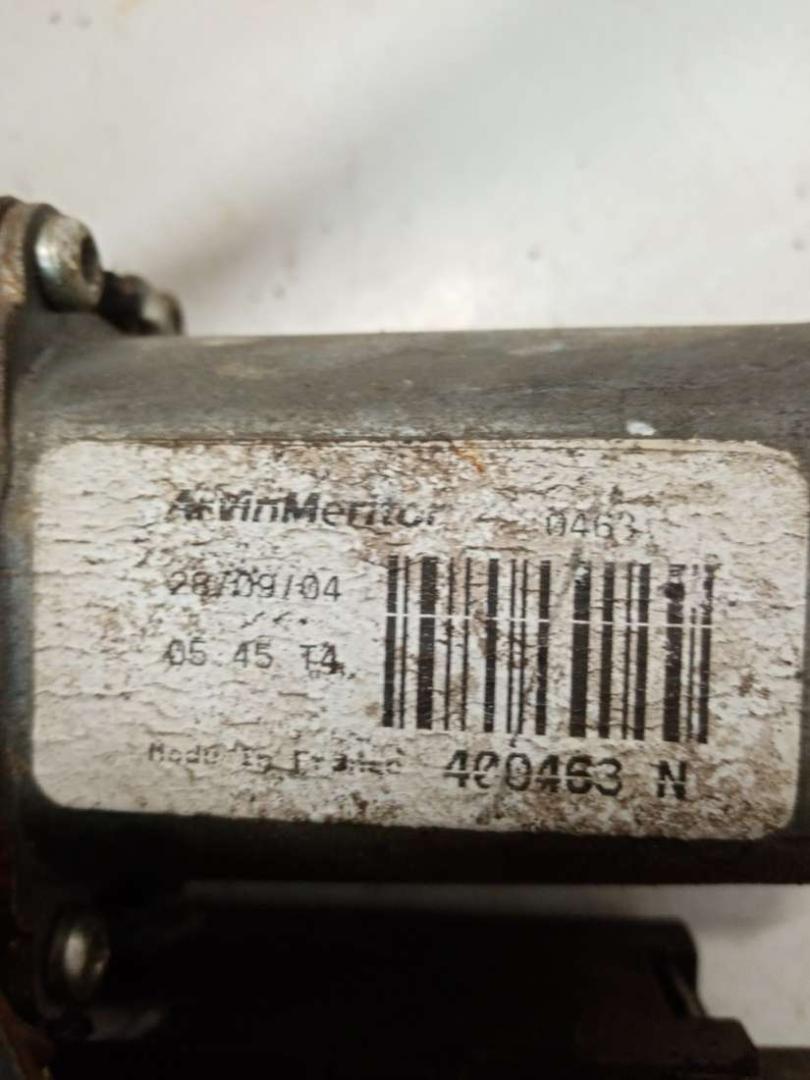 ArvinMeritor 0463
28/09/04
05:45 T4
Made in France
400463 N